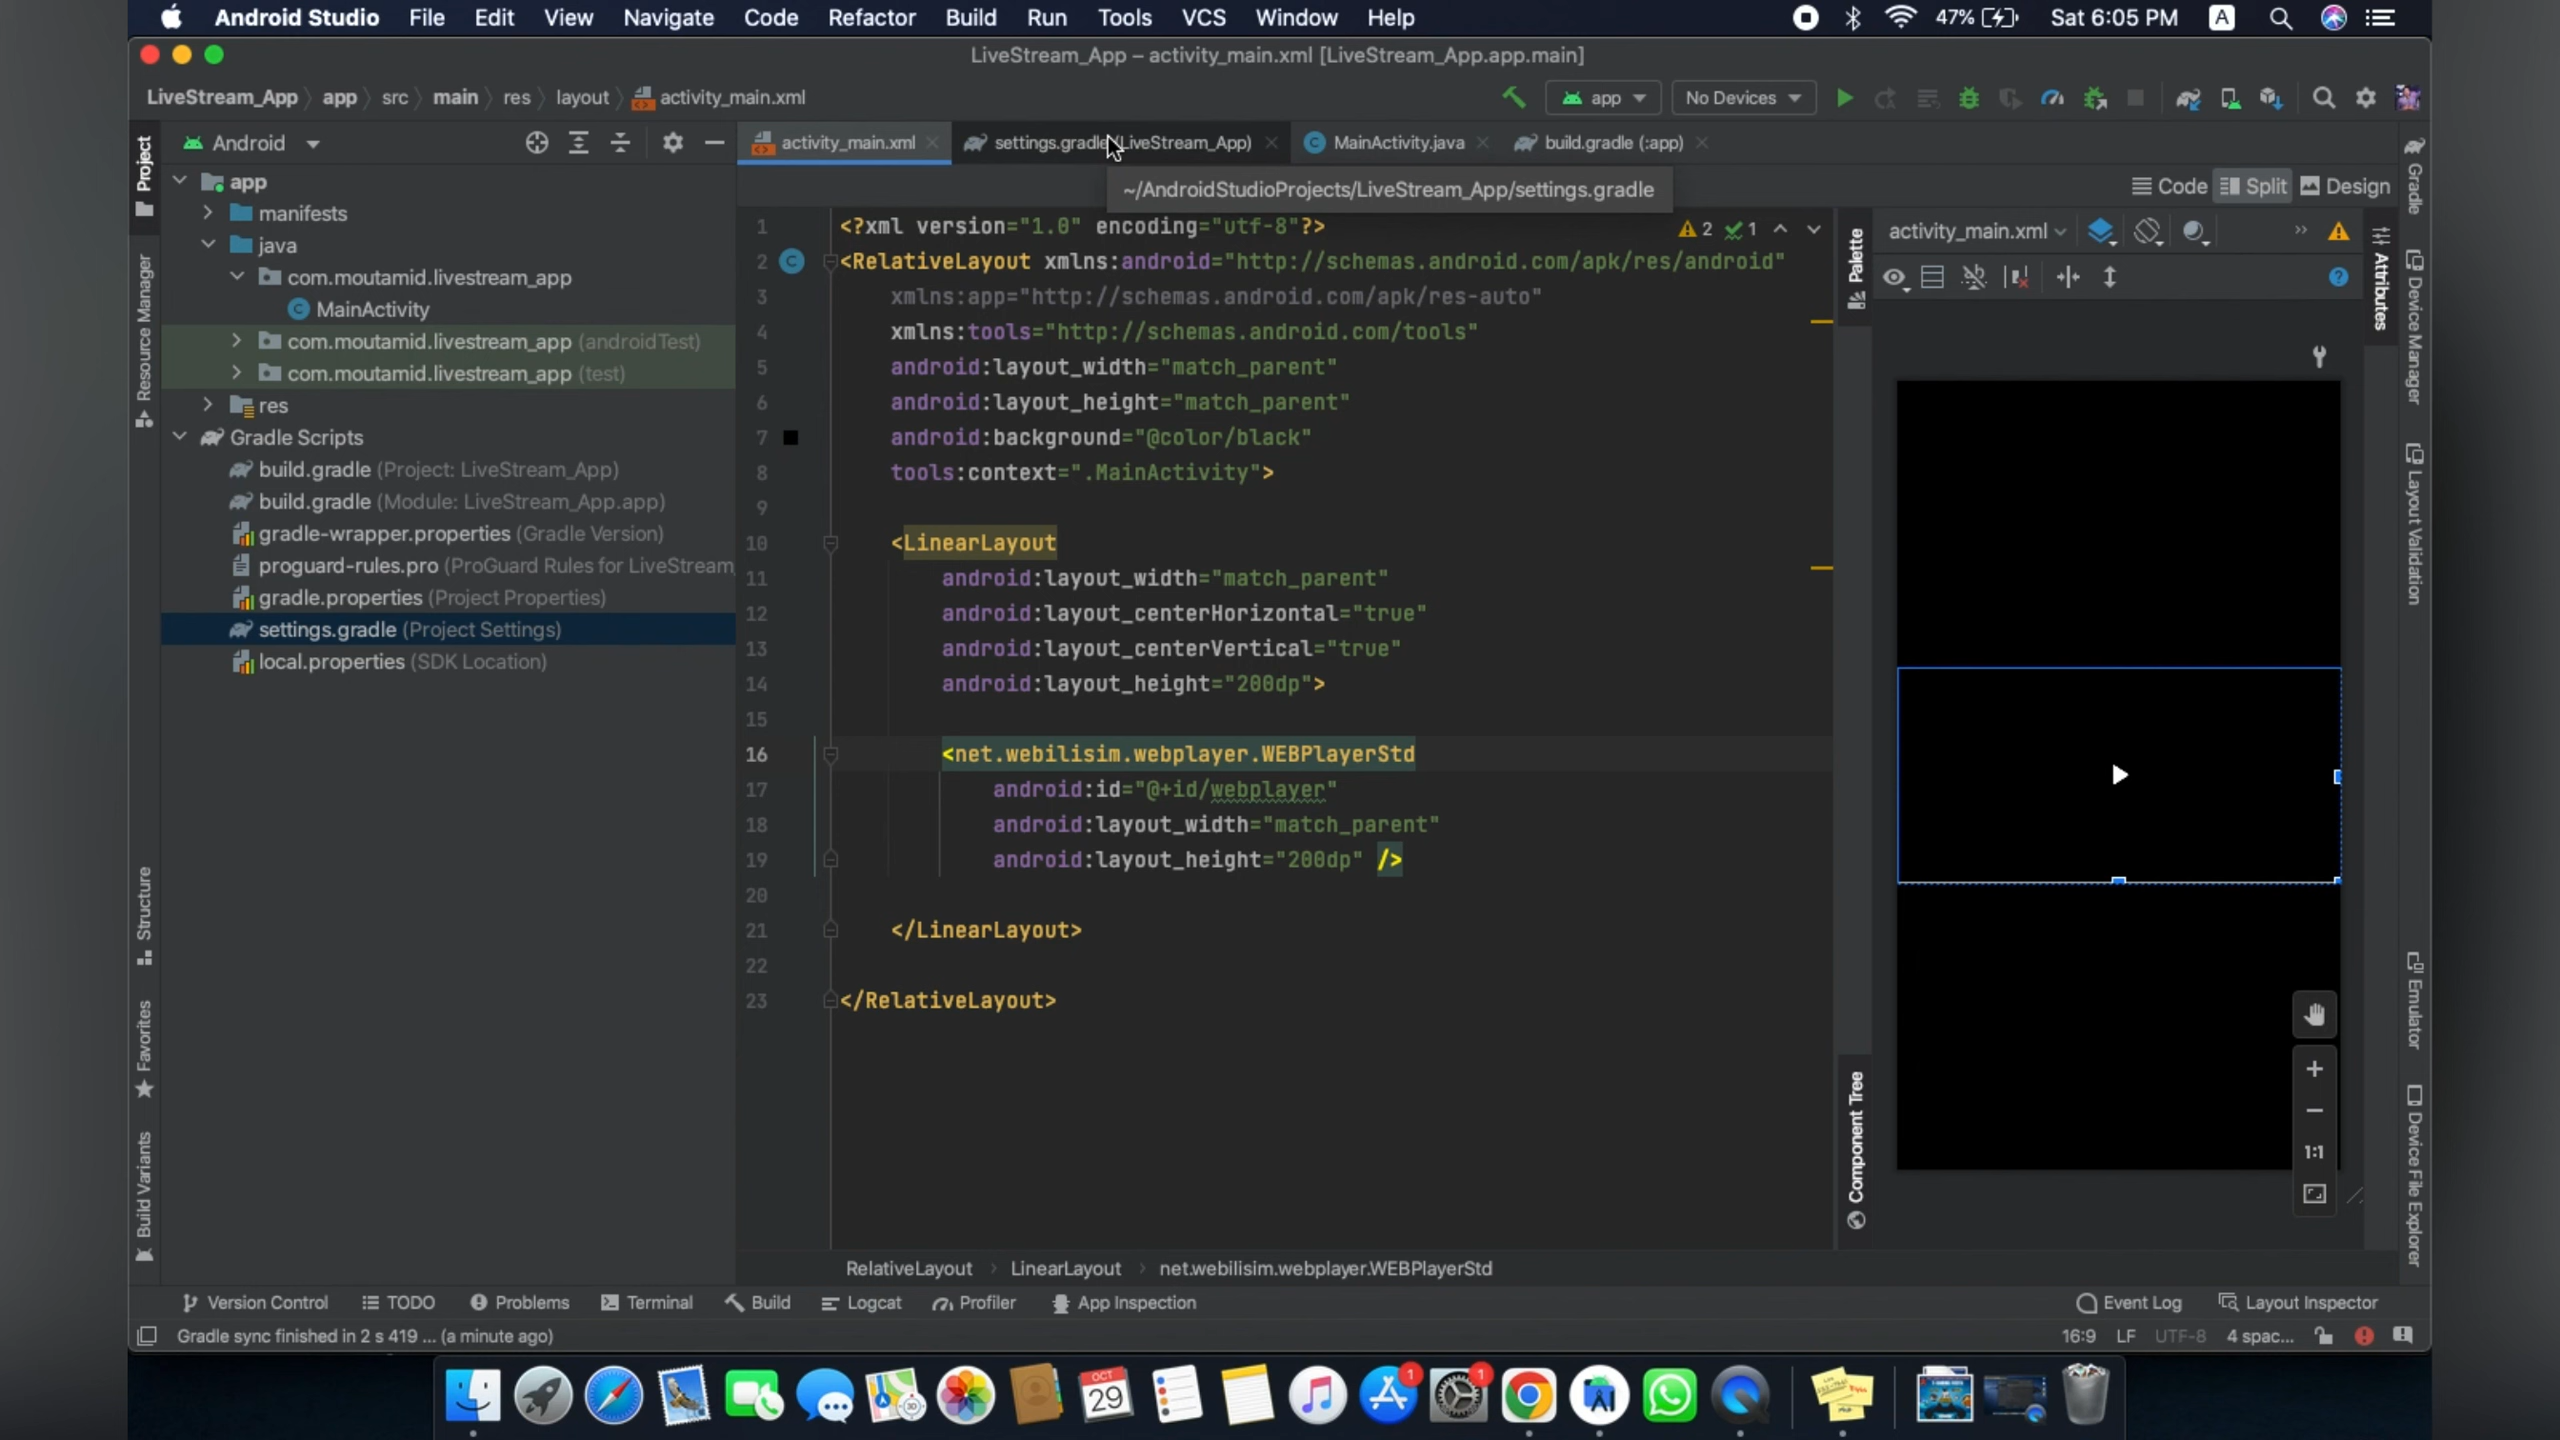 Android Studio File Edit View Navigate Code Refactor Build Run Tools VCS Window Help 47% Sat 6:05 PM A
LiveStream_App – activity_main.xml [LiveStream_App.app.main]
LiveStream_App app src main res layout activity_main.xml app No Devices
Project
Android
activity_main.xml settings.gradle (LiveStream_App) MainActivity.java build.gradle (:app)
~/AndroidStudioProjects/LiveStream_App/settings.gradle
Code Split Design
app
manifests
java
com.moutamid.livestream_app
MainActivity
com.moutamid.livestream_app (androidTest)
com.moutamid.livestream_app (test)
res
Gradle Scripts
build.gradle (Project: LiveStream_App)
build.gradle (Module: LiveStream_App.app)
gradle-wrapper.properties (Gradle Version)
proguard-rules.pro (ProGuard Rules for LiveStream_
gradle.properties (Project Properties)
settings.gradle (Project Settings)
local.properties (SDK Location)
Resource Manager
Structure
Favorites
Build Variants
1 <?xml version="1.0" encoding="utf-8"?>
2 <RelativeLayout xmlns:android="http://schemas.android.com/apk/res/android"
3 xmlns:app="http://schemas.android.com/apk/res-auto"
4 xmlns:tools="http://schemas.android.com/tools"
5 android:layout_width="match_parent"
6 android:layout_height="match_parent"
7 android:background="@color/black"
8 tools:context=".MainActivity">
9
10 <LinearLayout
11 android:layout_width="match_parent"
12 android:layout_centerHorizontal="true"
13 android:layout_centerVertical="true"
14 android:layout_height="200dp">
15
16 <net.webilisim.webplayer.WEBPlayerStd
17 android:id="@+id/webplayer"
18 android:layout_width="match_parent"
19 android:layout_height="200dp" />
20
21 </LinearLayout>
22
23 </RelativeLayout>
2 1
Palette
Component Tree
activity_main.xml
Attributes
1:1
Gradle
Device Manager
Layout Validation
Emulator
Device File Explorer
RelativeLayout LinearLayout net.webilisim.webplayer.WEBPlayerStd
Version Control TODO Problems Terminal Build Logcat Profiler App Inspection Event Log Layout Inspector
Gradle sync finished in 2 s 419 ... (a minute ago) 16:9 LF UTF-8 4 spac...
OCT
29
1
1